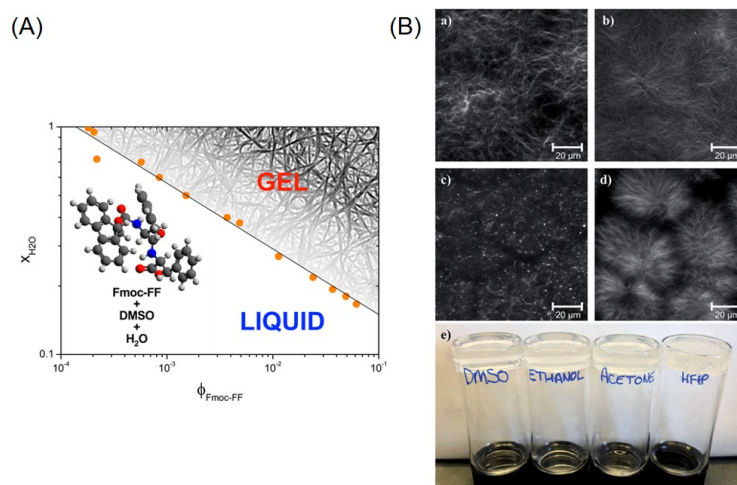 (A)
1
GEL
X_H2O
Fmoc-FF
+
DMSO
+
H₂O
LIQUID
0.1
10⁻⁴ 10⁻³ 10⁻² 10⁻¹
ϕ_Fmoc-FF
(B)
a) b)
20 µm 20 µm
c) d)
20 µm 20 µm
e)
DMSO ETHANOL ACETONE HFIP